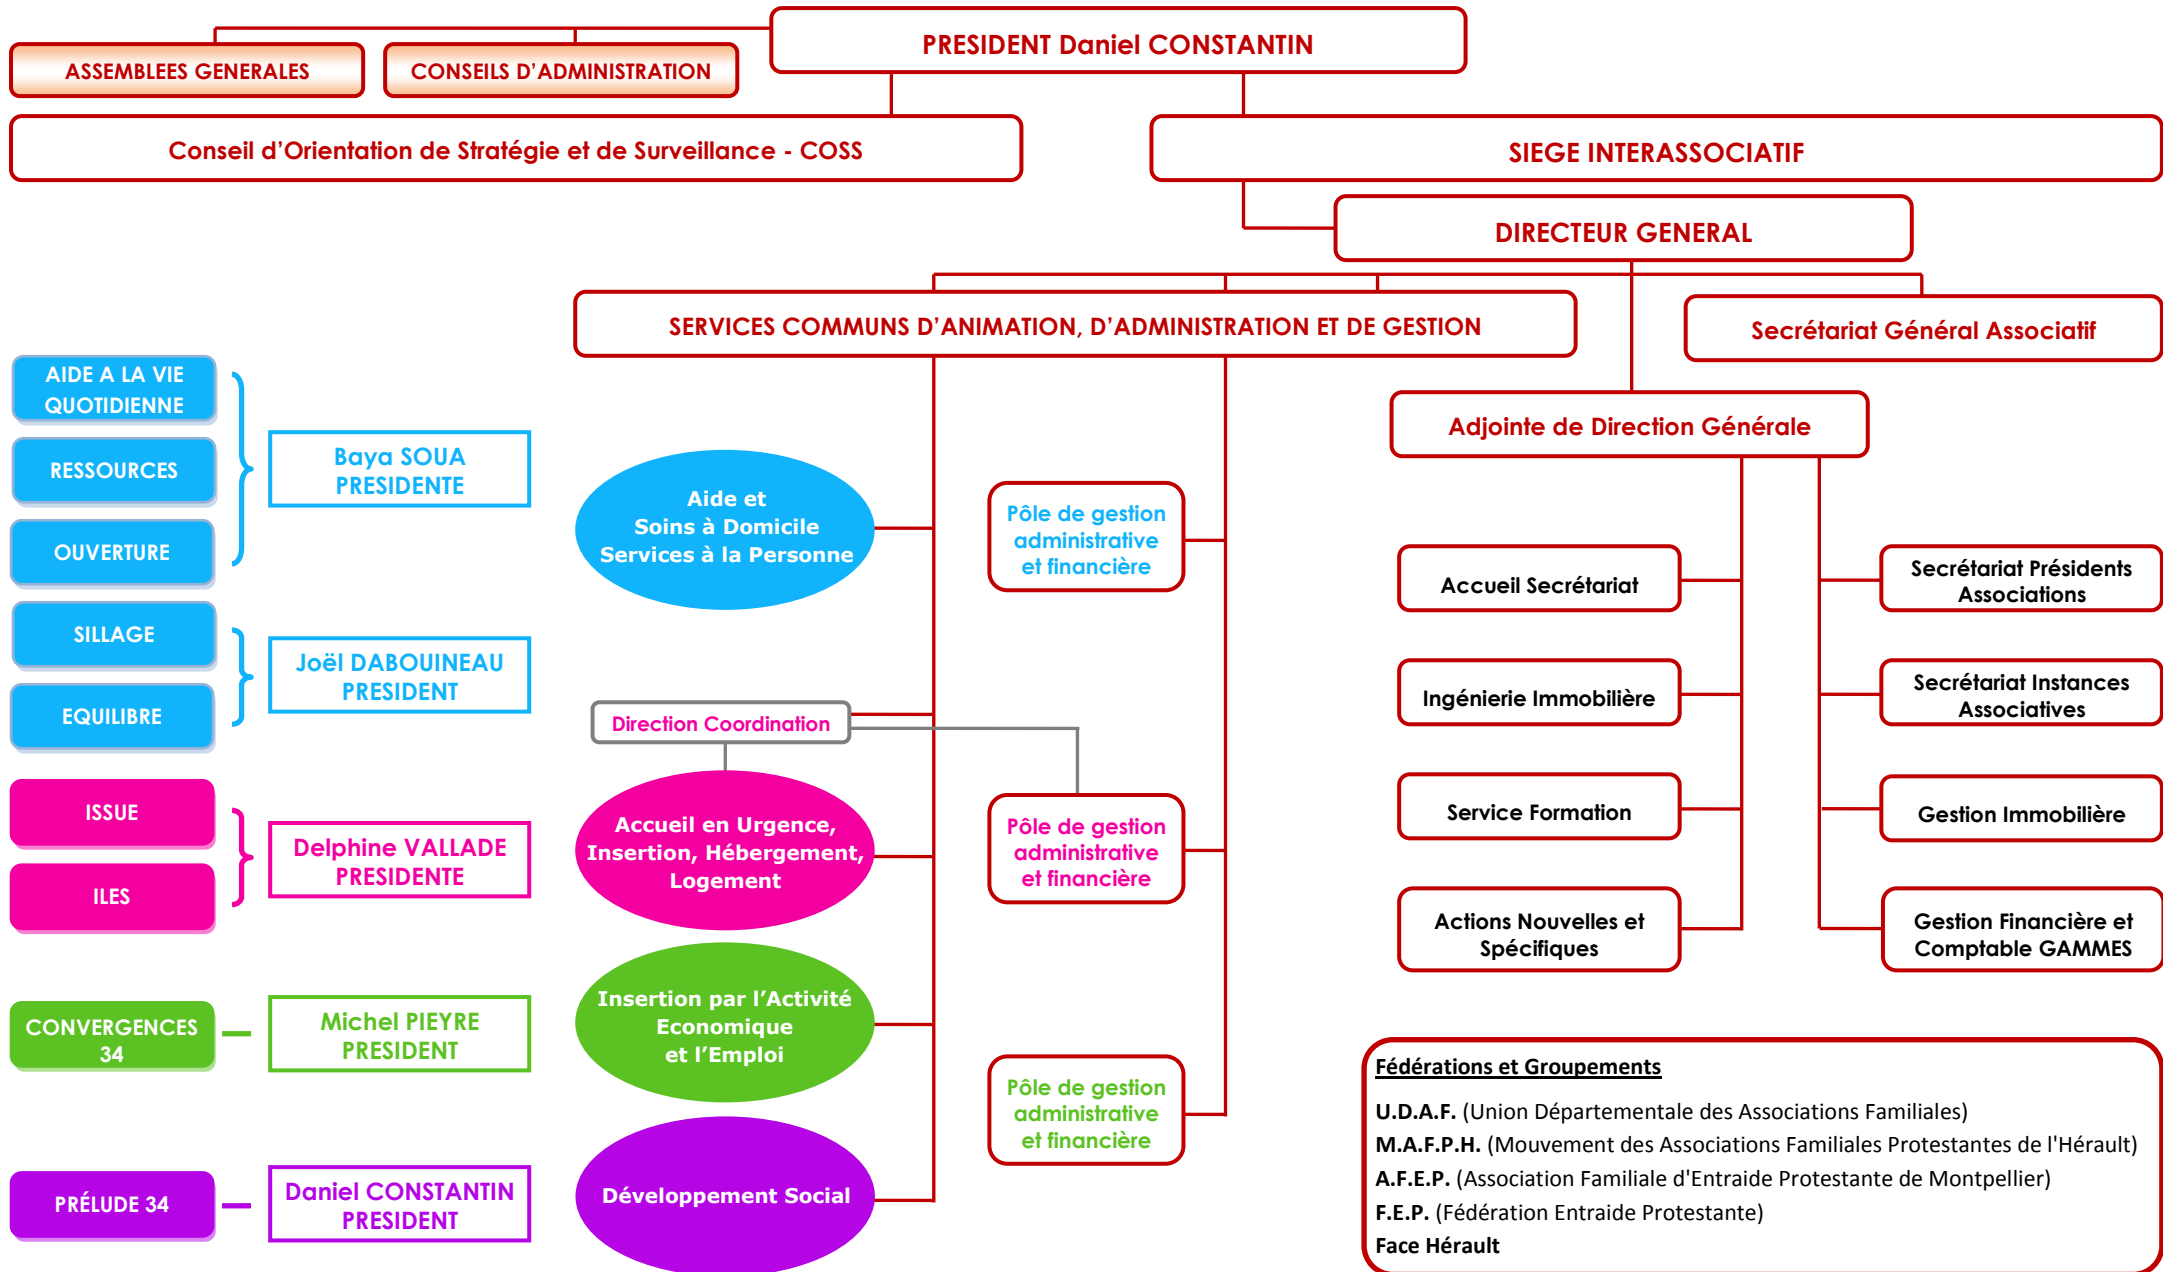 PRESIDENT Daniel CONSTANTIN
ASSEMBLEES GENERALES
CONSEILS D'ADMINISTRATION
Conseil d'Orientation de Stratégie et de Surveillance - COSS
SIEGE INTERASSOCIATIF
DIRECTEUR GENERAL
SERVICES COMMUNS D'ANIMATION, D'ADMINISTRATION ET DE GESTION
Secrétariat Général Associatif
Adjointe de Direction Générale
AIDE A LA VIE
QUOTIDIENNE
RESSOURCES
OUVERTURE
Baya SOUA
PRESIDENTE
Aide et
Soins à Domicile
Services à la Personne
Pôle de gestion
administrative
et financière
SILLAGE
EQUILIBRE
Joël DABOUINEAU
PRESIDENT
Direction Coordination
ISSUE
ILES
Delphine VALLADE
PRESIDENTE
Accueil en Urgence,
Insertion, Hébergement,
Logement
Pôle de gestion
administrative
et financière
CONVERGENCES
34
Michel PIEYRE
PRESIDENT
Insertion par l'Activité
Economique
et l'Emploi
Pôle de gestion
administrative
et financière
PRÉLUDE 34
Daniel CONSTANTIN
PRESIDENT
Développement Social
Accueil Secrétariat
Ingénierie Immobilière
Service Formation
Actions Nouvelles et
Spécifiques
Secrétariat Présidents
Associations
Secrétariat Instances
Associatives
Gestion Immobilière
Gestion Financière et
Comptable GAMMES
Fédérations et Groupements
U.D.A.F. (Union Départementale des Associations Familiales)
M.A.F.P.H. (Mouvement des Associations Familiales Protestantes de l'Hérault)
A.F.E.P. (Association Familiale d'Entraide Protestante de Montpellier)
F.E.P. (Fédération Entraide Protestante)
Face Hérault